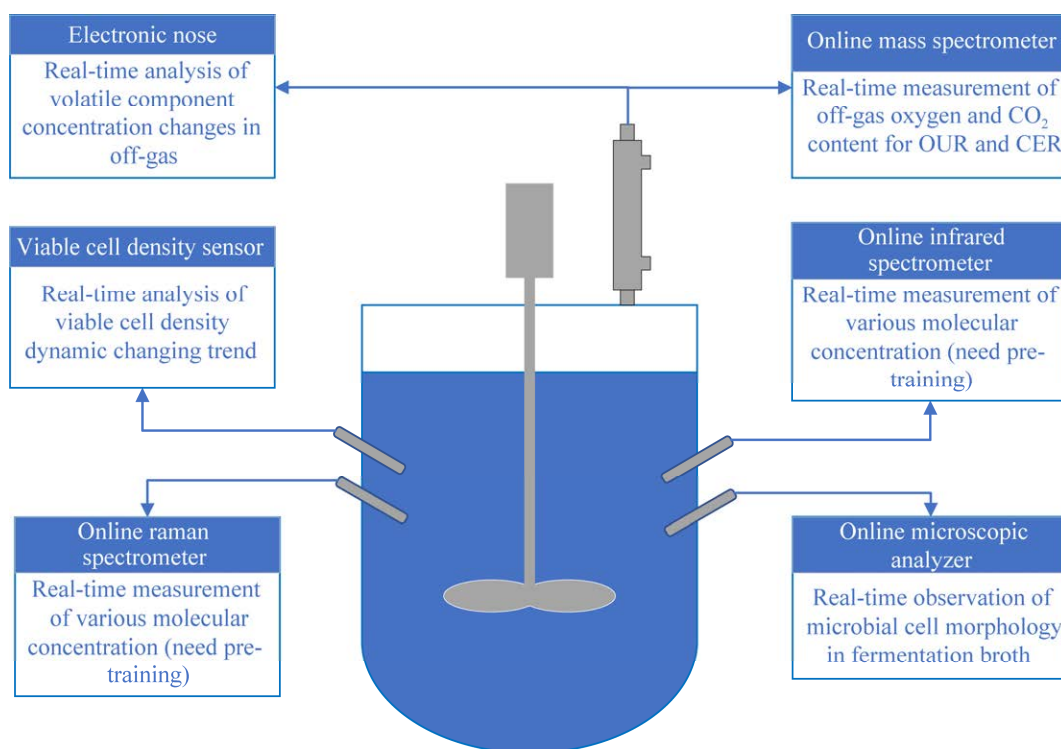 Electronic nose
Real-time analysis of
volatile component
concentration changes in
off-gas
Online mass spectrometer
Real-time measurement of
off-gas oxygen and CO₂
content for OUR and CER
Viable cell density sensor
Real-time analysis of
viable cell density
dynamic changing trend
Online infrared
spectrometer
Real-time measurement of
various molecular
concentration (need pre-
training)
Online raman
spectrometer
Real-time measurement
of various molecular
concentration (need pre-
training)
Online microscopic
analyzer
Real-time observation of
microbial cell morphology
in fermentation broth